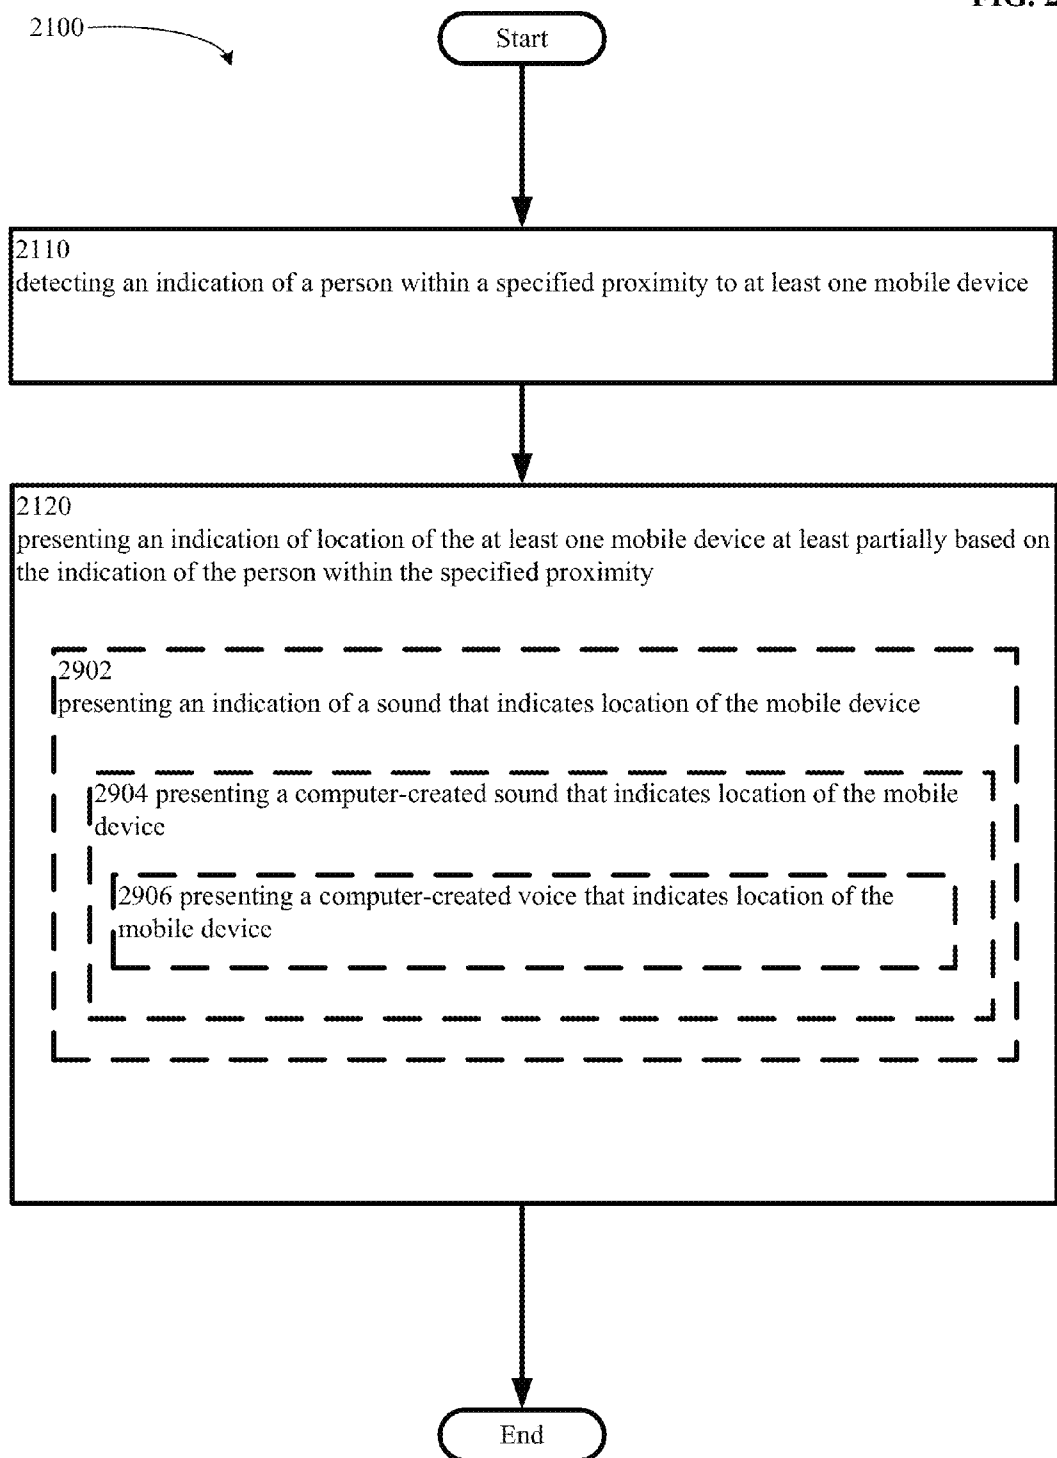 FIG. 2
2100
Start
2110
detecting an indication of a person within a specified proximity to at least one mobile device
2120
presenting an indication of location of the at least one mobile device at least partially based on
the indication of the person within the specified proximity
2902
presenting an indication of a sound that indicates location of the mobile device
2904 presenting a computer-created sound that indicates location of the mobile
device
2906 presenting a computer-created voice that indicates location of the
mobile device
End